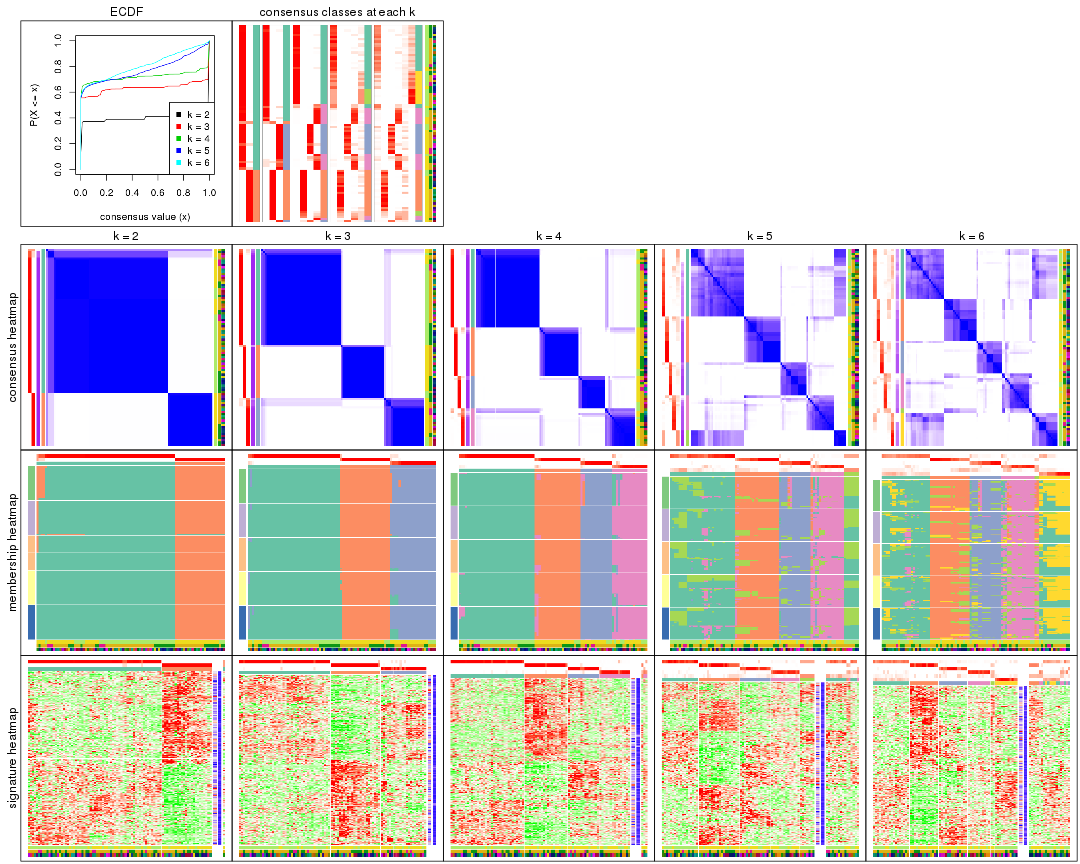 ECDF
consensus classes at each k
P(X <= x)
1.0
0.8
0.6
0.4
0.2
0.0
k = 2
k = 3
k = 4
k = 5
k = 6
0.0 0.2 0.4 0.6 0.8 1.0
consensus value (x)
k = 2 k = 3 k = 4 k = 5 k = 6
consensus heatmap
membership heatmap
signature heatmap